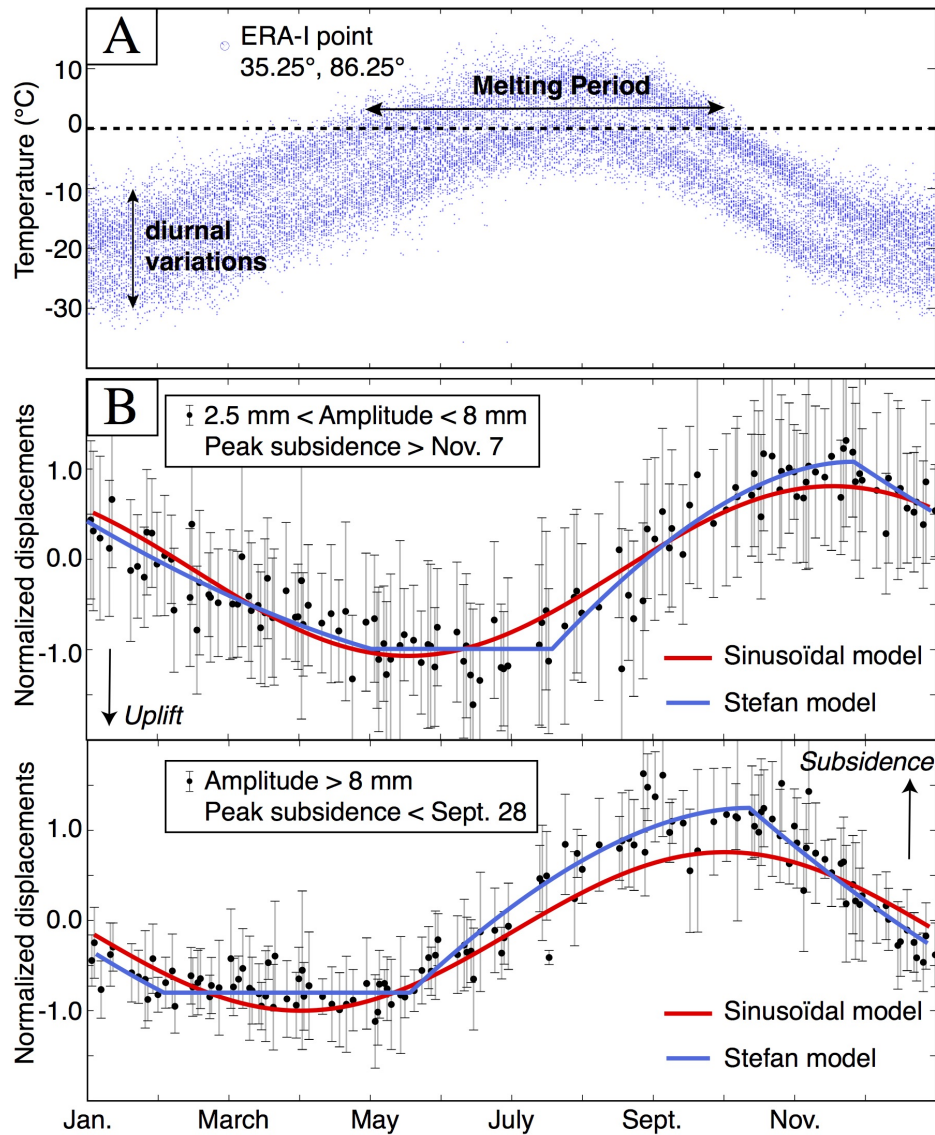 A
ERA-I point
35.25°, 86.25°
Melting Period
diurnal
variations
Temperature (°C)
10
0
-10
-20
-30
B
2.5 mm < Amplitude < 8 mm
Peak subsidence > Nov. 7
Normalized displacements
1.0
0.0
-1.0
Uplift
Sinusoïdal model
Stefan model
Amplitude > 8 mm
Peak subsidence < Sept. 28
Subsidence
Normalized displacements
1.0
0.0
-1.0
Sinusoïdal model
Stefan model
Jan. March May July Sept. Nov.